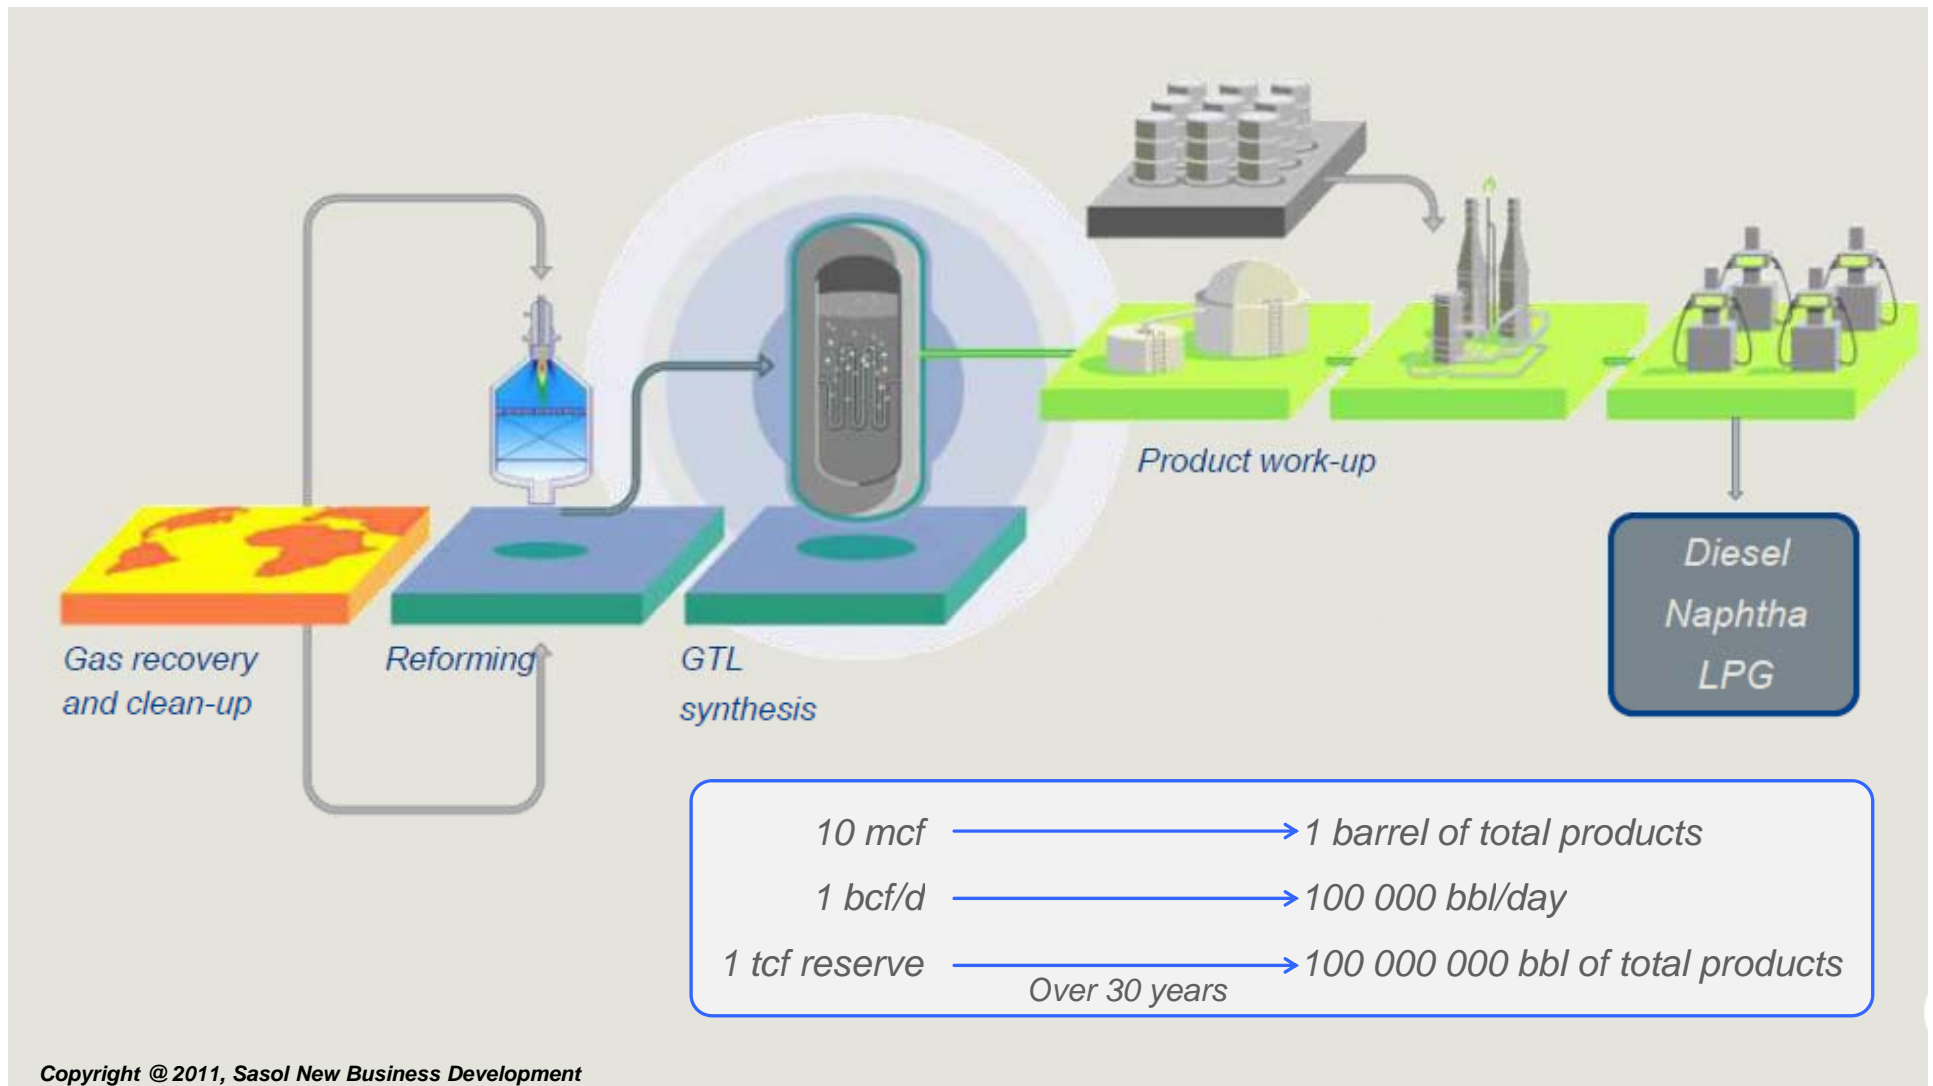 Product work-up
Gas recovery
and clean-up
Reforming
GTL
synthesis
Diesel
Naphtha
LPG
10 mcf 1 barrel of total products
1 bcf/d 100 000 bbl/day
1 tcf reserve 100 000 000 bbl of total products
Over 30 years
Copyright @ 2011, Sasol New Business Development